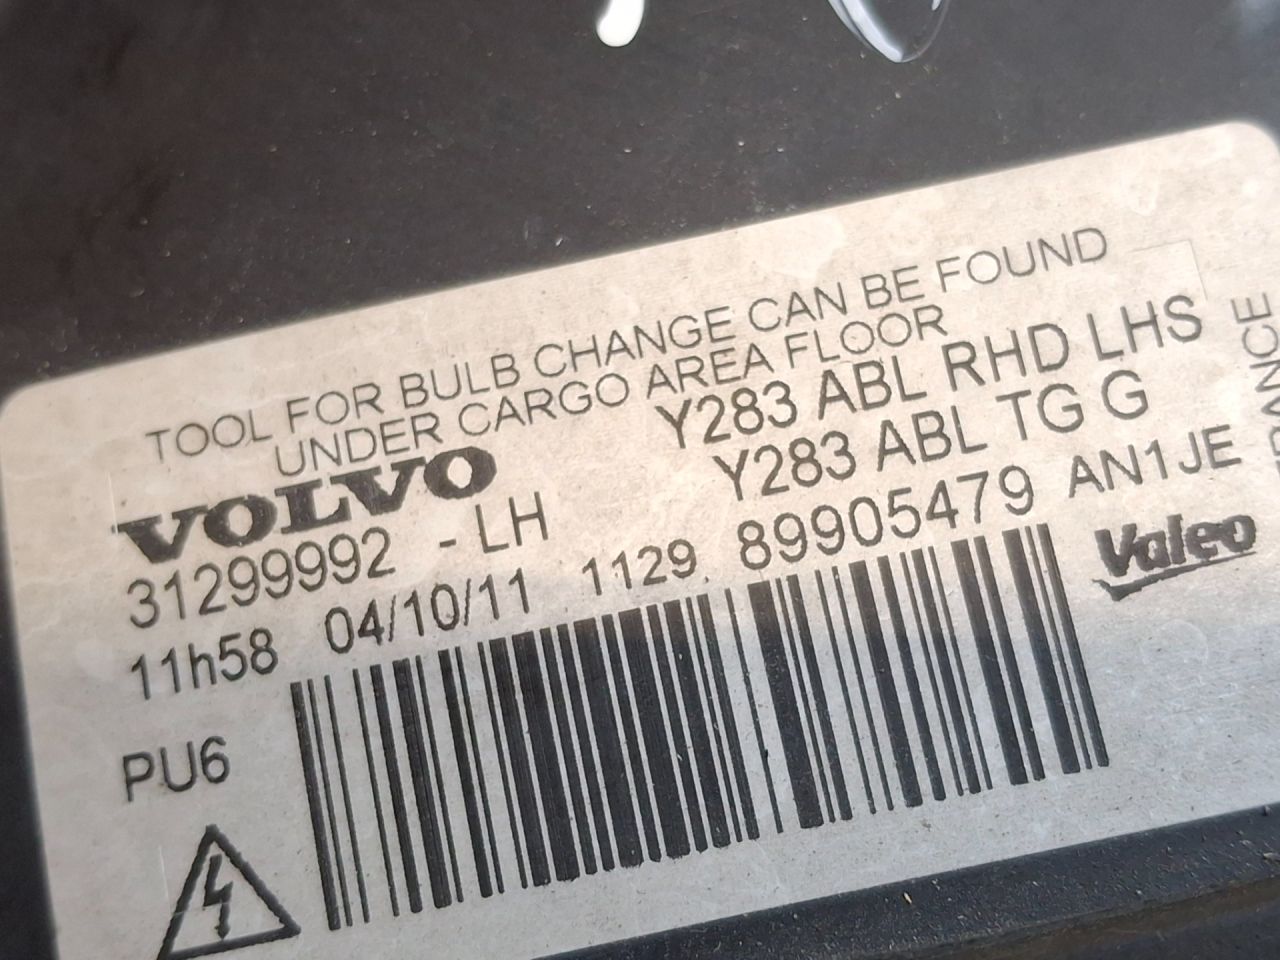 TOOL FOR BULB CHANGE CAN BE FOUND
UNDER CARGO AREA FLOOR
VOLVO
Y283 ABL RHD LHS
31299992 - LH
Y283 ABL TG G
11h58 04/10/11 1129 89905479 AN1JE
Valeo
PU6